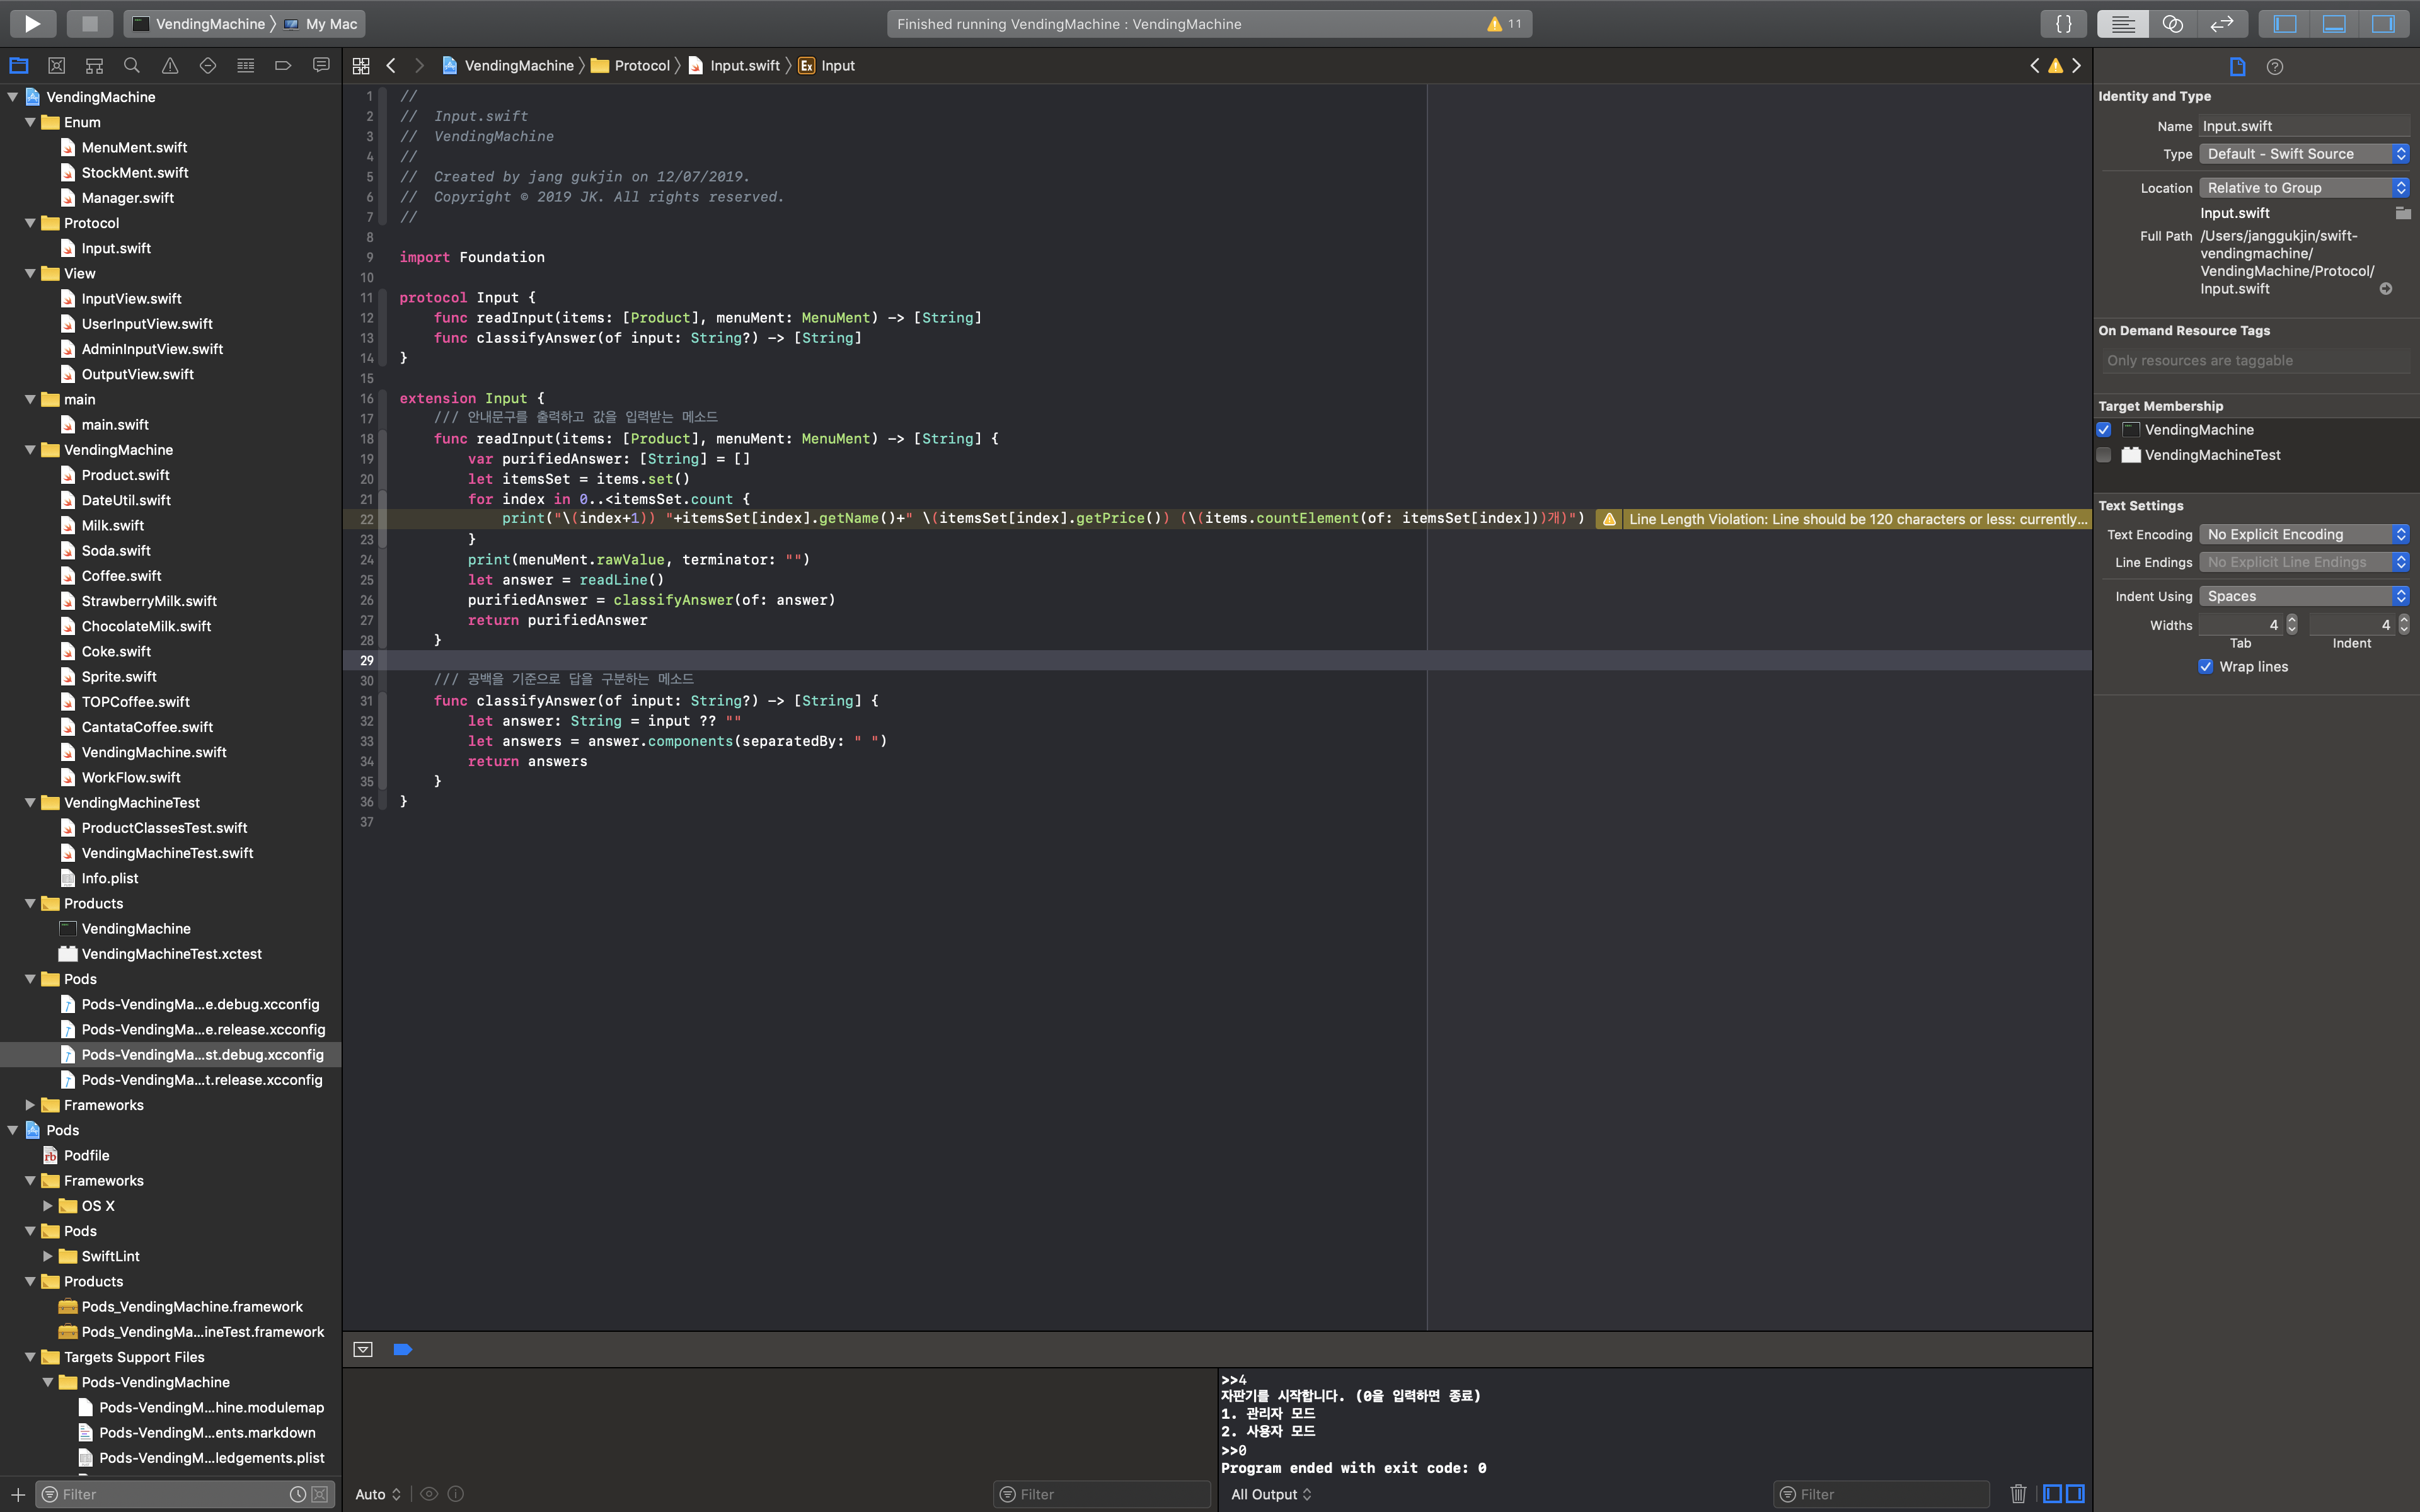 VendingMachine
My Mac
Finished running VendingMachine : VendingMachine
11
VendingMachine
Enum
MenuMent.swift
StockMent.swift
Manager.swift
Protocol
Input.swift
View
InputView.swift
UserInputView.swift
AdminInputView.swift
OutputView.swift
main
main.swift
VendingMachine
Product.swift
DateUtil.swift
Milk.swift
Soda.swift
Coffee.swift
StrawberryMilk.swift
ChocolateMilk.swift
Coke.swift
Sprite.swift
TOPCoffee.swift
CantataCoffee.swift
VendingMachine.swift
WorkFlow.swift
VendingMachineTest
ProductClassesTest.swift
VendingMachineTest.swift
Info.plist
Products
VendingMachine
VendingMachineTest.xctest
Pods
Pods-VendingMa...e.debug.xcconfig
Pods-VendingMa...e.release.xcconfig
Pods-VendingMa...st.debug.xcconfig
Pods-VendingMa...t.release.xcconfig
Frameworks
Pods
Podfile
Frameworks
OS X
Pods
SwiftLint
Products
Pods_VendingMachine.framework
Pods_VendingMa...ineTest.framework
Targets Support Files
Pods-VendingMachine
Pods-VendingM...hine.modulemap
Pods-VendingM...ents.markdown
Pods-VendingM...ledgements.plist
Filter
VendingMachine 〉 Protocol 〉 Input.swift 〉 Ex Input
1 //
2 //  Input.swift
3 //  VendingMachine
4 //
5 //  Created by jang gukjin on 12/07/2019.
6 //  Copyright © 2019 JK. All rights reserved.
7 //
8
9 import Foundation
10
11 protocol Input {
12     func readInput(items: [Product], menuMent: MenuMent) -> [String]
13     func classifyAnswer(of input: String?) -> [String]
14 }
15
16 extension Input {
17     /// 안내문구를 출력하고 값을 입력받는 메소드
18     func readInput(items: [Product], menuMent: MenuMent) -> [String] {
19         var purifiedAnswer: [String] = []
20         let itemsSet = items.set()
21         for index in 0..<itemsSet.count {
22             print("\(index+1)) "+itemsSet[index].getName()+" \(itemsSet[index].getPrice()) (\(items.countElement(of: itemsSet[index]))개)") Line Length Violation: Line should be 120 characters or less: currently...
23         }
24         print(menuMent.rawValue, terminator: "")
25         let answer = readLine()
26         purifiedAnswer = classifyAnswer(of: answer)
27         return purifiedAnswer
28     }
29
30     /// 공백을 기준으로 답을 구분하는 메소드
31     func classifyAnswer(of input: String?) -> [String] {
32         let answer: String = input ?? ""
33         let answers = answer.components(separatedBy: " ")
34         return answers
35     }
36 }
37
Auto
Filter
>>4
자판기를 시작합니다. (0을 입력하면 종료)
1. 관리자 모드
2. 사용자 모드
>>0
Program ended with exit code: 0
All Output
Filter
Identity and Type
Name Input.swift
Type Default - Swift Source
Location Relative to Group
Input.swift
Full Path /Users/janggukjin/swift-
vendingmachine/
VendingMachine/Protocol/
Input.swift
On Demand Resource Tags
Only resources are taggable
Target Membership
VendingMachine
VendingMachineTest
Text Settings
Text Encoding No Explicit Encoding
Line Endings No Explicit Line Endings
Indent Using Spaces
Widths 4 4
Tab Indent
Wrap lines